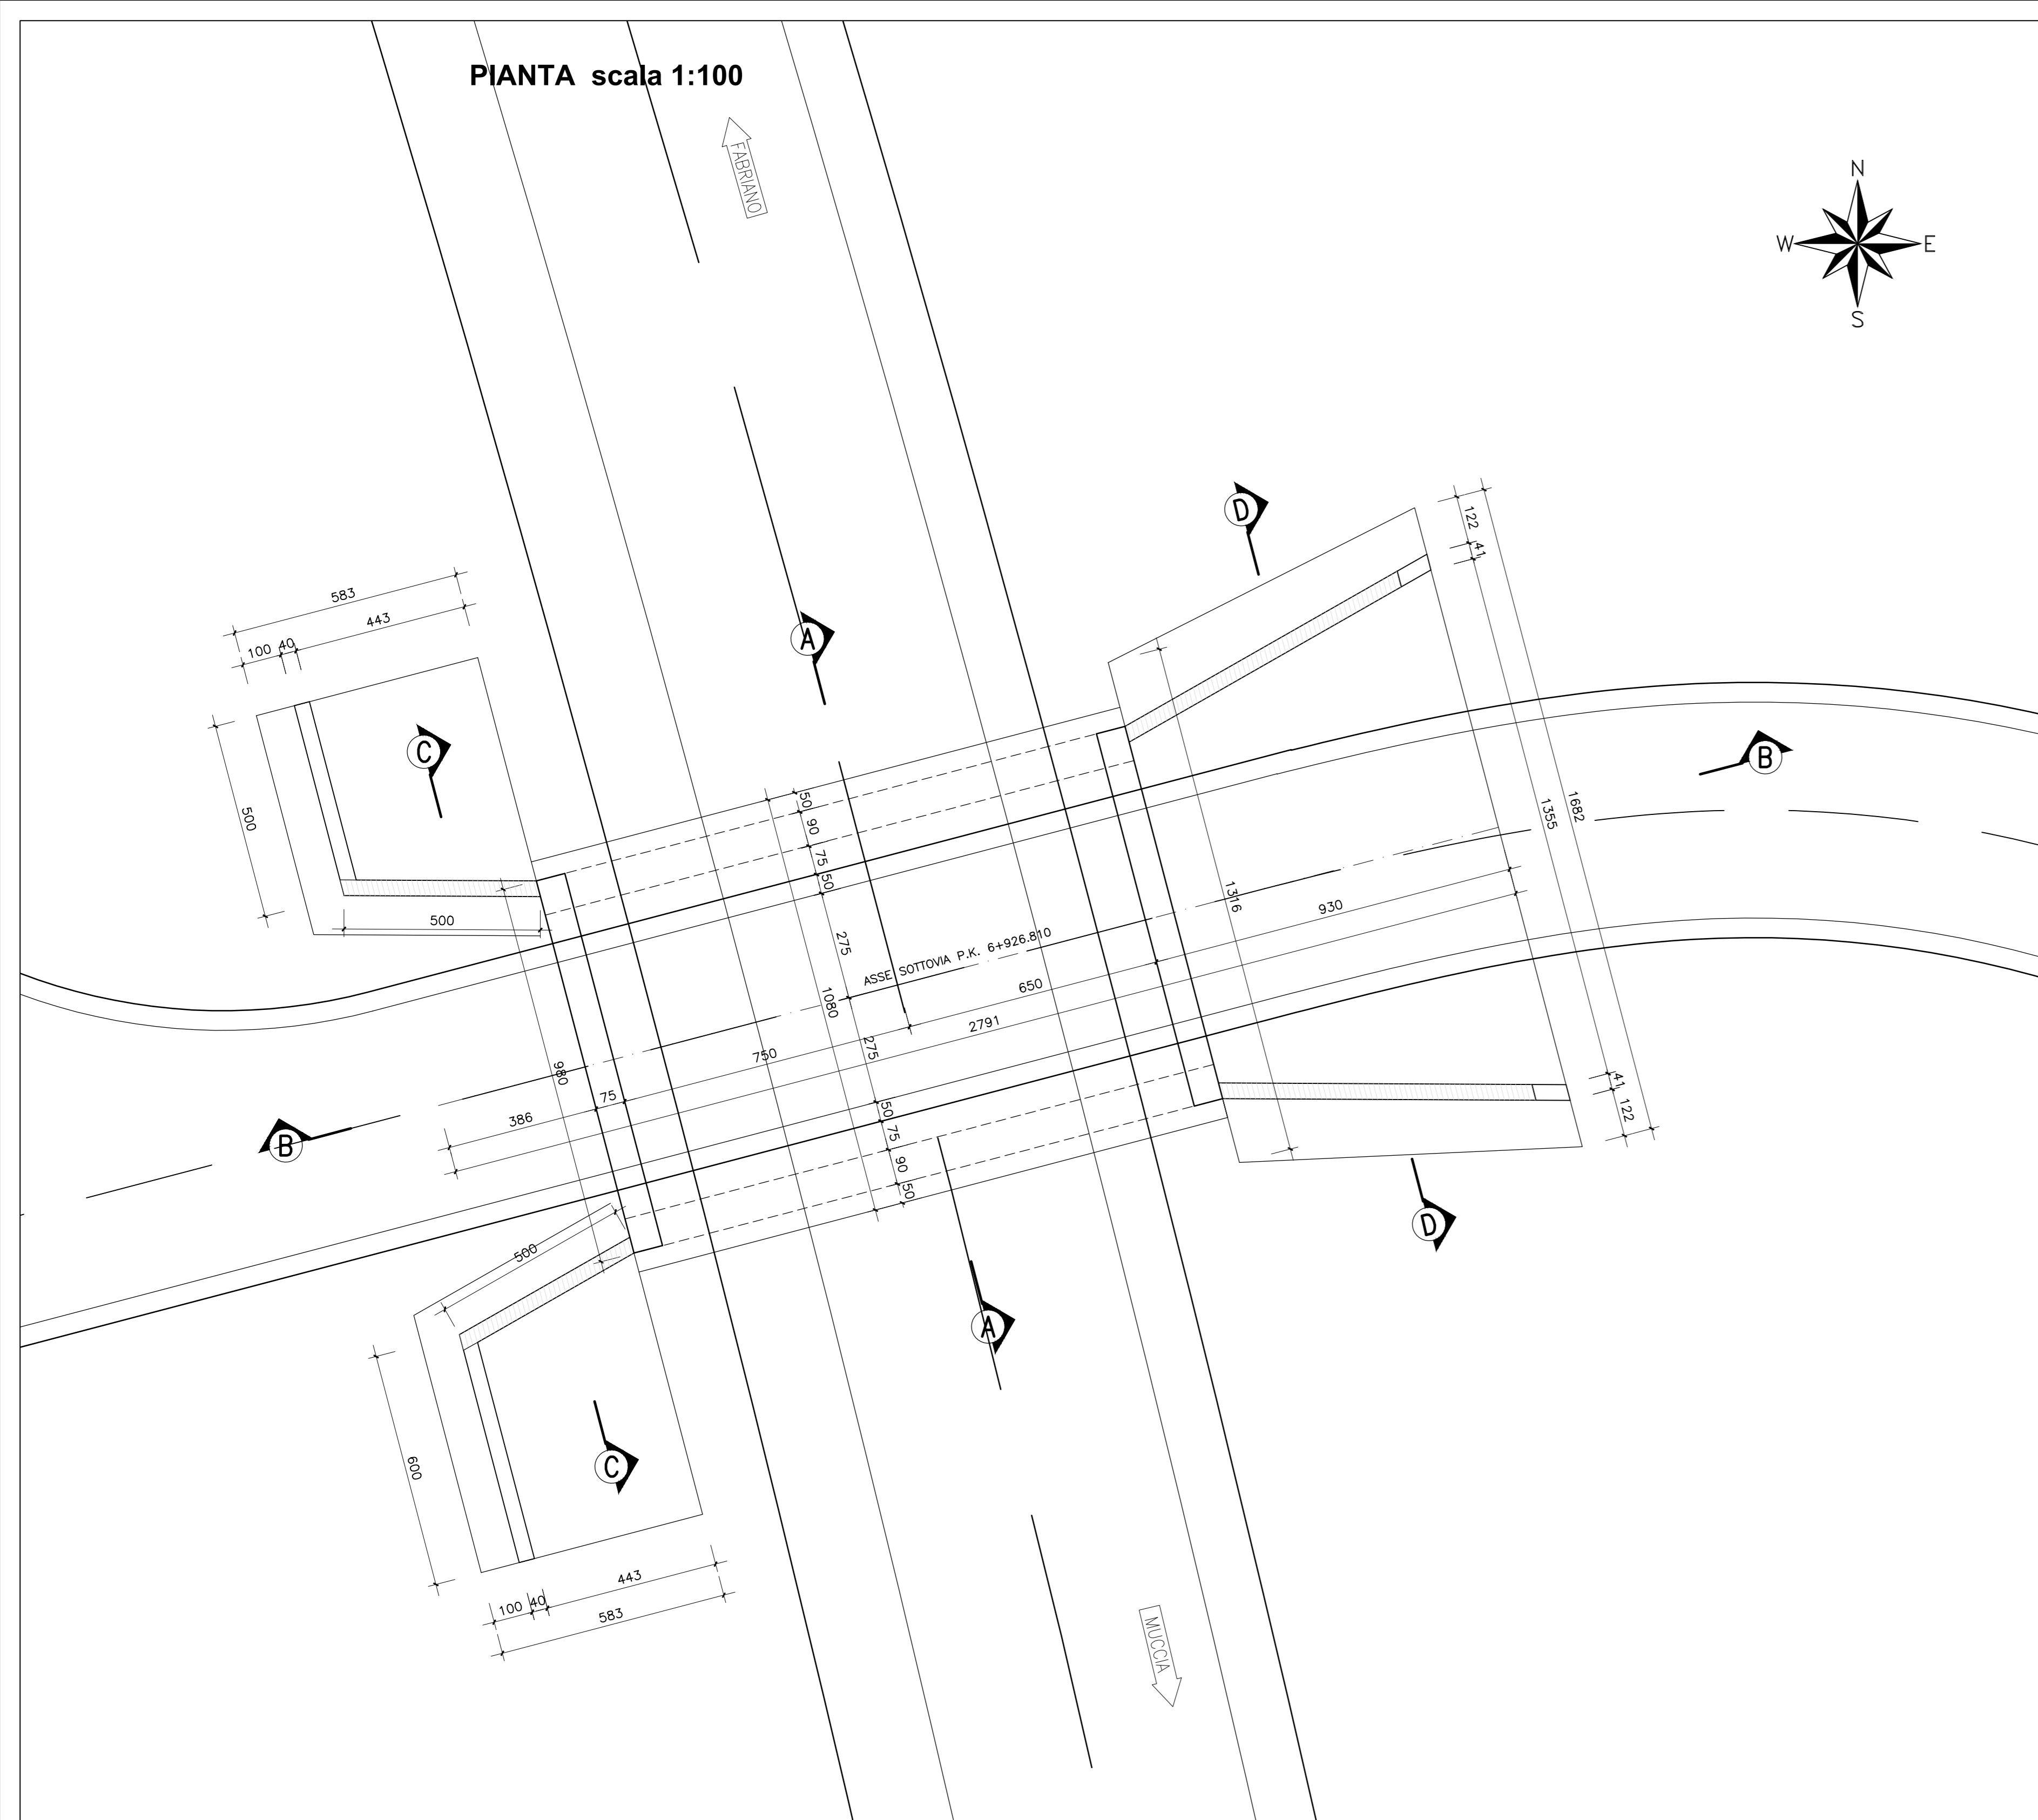 PIANTA scala 1:100
FABRIANO
N
W
E
S
D
122
41
583
443
100
40
A
C
500
500
B
1682
1355
50
90
75
50
275
1316
930
ASSE SOTTOVIA P.K. 6+926.810
650
1080
2791
275
750
980
75
386
50
75
90
50
41
122
B
D
500
A
600
C
443
100
40
583
MUCCIA